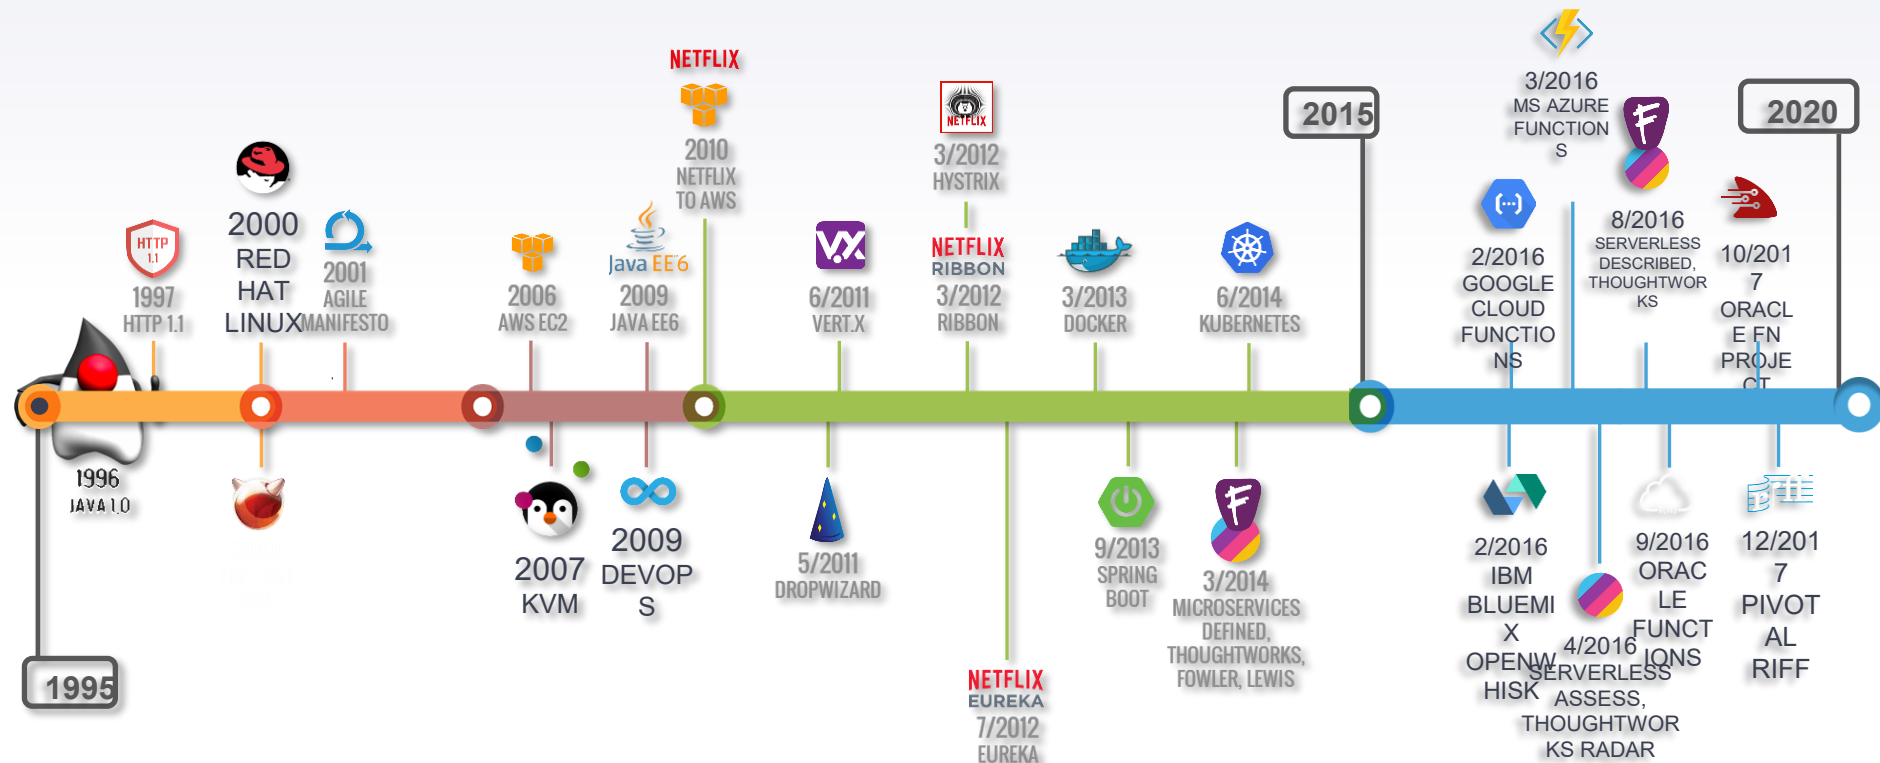 NETFLIX
2010
NETFLIX
TO AWS
NETFLIX
3/2012
HYSTRIX
2015
3/2016
MS AZURE
FUNCTION
S
2020
HTTP
1.1
1997
HTTP 1.1
2000
RED
HAT
LINUX
2001
AGILE
MANIFESTO
2006
AWS EC2
Java EE6
2009
JAVA EE6
V.X
6/2011
VERT.X
NETFLIX
RIBBON
3/2012
RIBBON
3/2013
DOCKER
6/2014
KUBERNETES
2/2016
GOOGLE
CLOUD
FUNCTIO
NS
F
8/2016
SERVERLESS
DESCRIBED,
THOUGHTWOR
KS
10/201
7
ORACL
E FN
PROJE
CT
1996
JAVA 1.0
1995
2007
KVM
2009
DEVOP
S
5/2011
DROPWIZARD
NETFLIX
EUREKA
7/2012
EUREKA
9/2013
SPRING
BOOT
F
3/2014
MICROSERVICES
DEFINED,
THOUGHTWORKS,
FOWLER, LEWIS
2/2016
IBM
BLUEMI
X
OPENW
HISK
4/2016
SERVERLESS
ASSESS,
THOUGHTWOR
KS RADAR
9/2016
ORAC
LE
FUNCT
IONS
12/201
7
PIVOT
AL
RIFF